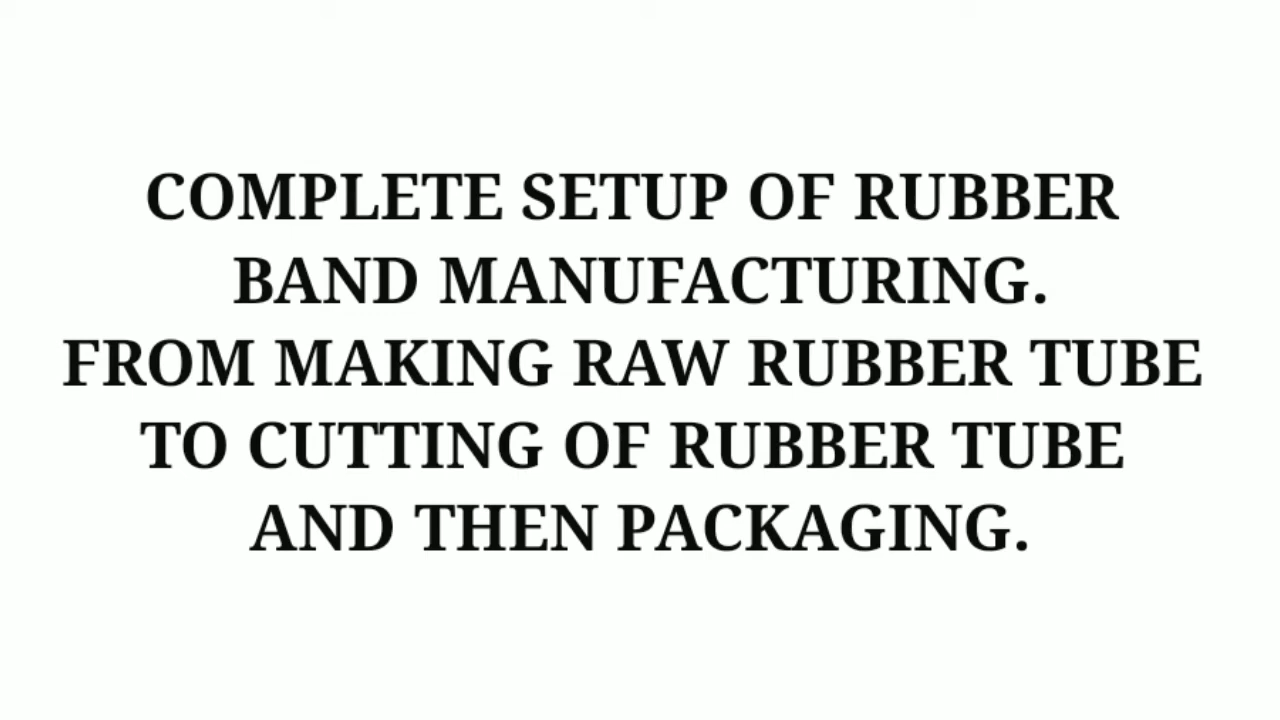 COMPLETE SETUP OF RUBBER
BAND MANUFACTURING.
FROM MAKING RAW RUBBER TUBE
TO CUTTING OF RUBBER TUBE
AND THEN PACKAGING.